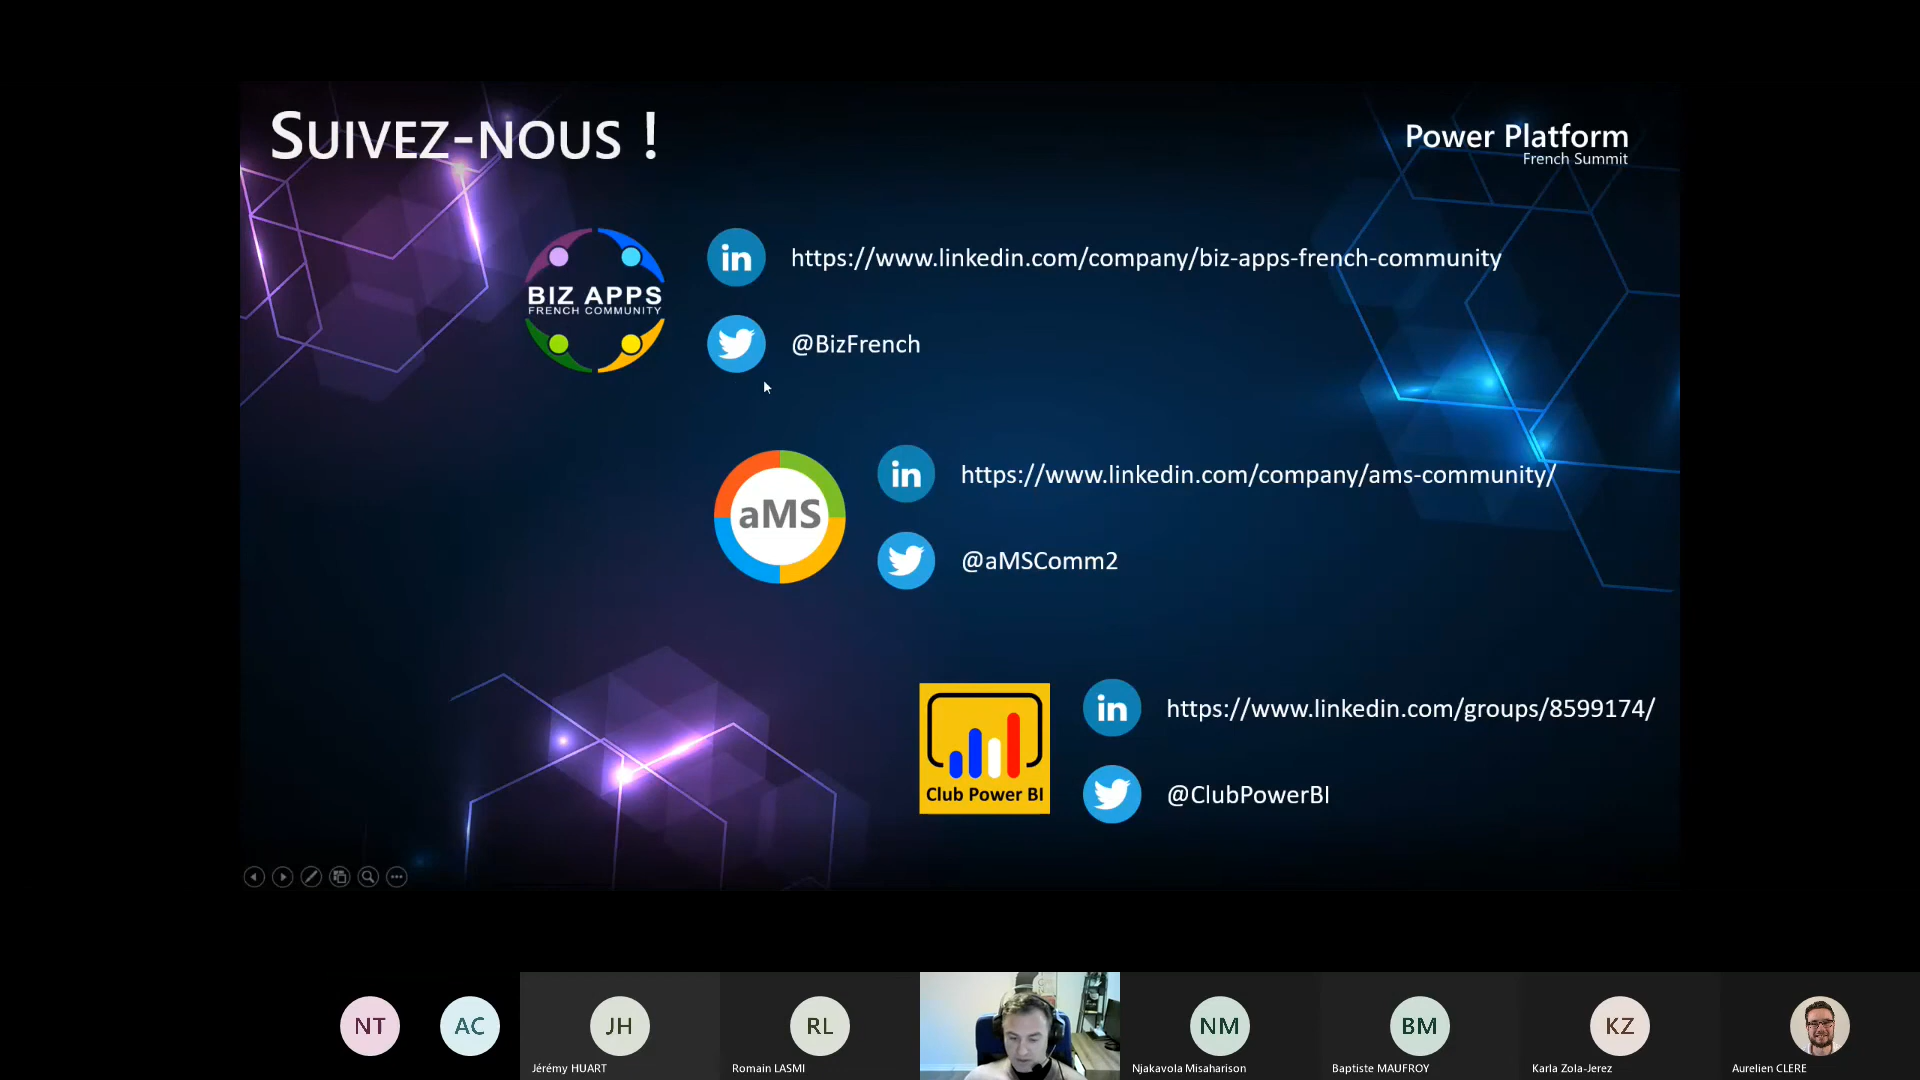 SUIVEZ-NOUS !
Power Platform
French Summit
BIZ APPS
FRENCH COMMUNITY
in
https://www.linkedin.com/company/biz-apps-french-community
@BizFrench
aMS
in
https://www.linkedin.com/company/ams-community/
@aMSComm2
Club Power BI
in
https://www.linkedin.com/groups/8599174/
@ClubPowerBI
NT
AC
JH
RL
NM
BM
KZ
Jérémy HUART
Romain LASMI
Njakavola Misaharison
Baptiste MAUFROY
Karla Zola-Jerez
Aurelien CLERE